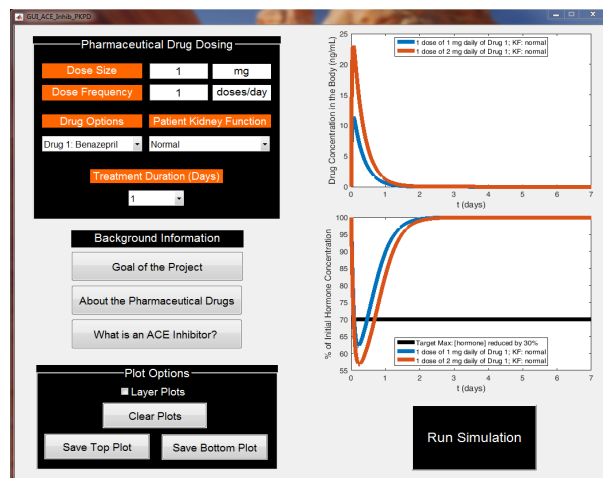 GUI_ACE_Inhib_PKPD
Pharmaceutical Drug Dosing
Dose Size 1 mg
Dose Frequency 1 doses/day
Drug Options Patient Kidney Function
Drug 1: Benazepril Normal
Treatment Duration (Days)
1
Background Information
Goal of the Project
About the Pharmaceutical Drugs
What is an ACE Inhibitor?
Plot Options
Layer Plots
Clear Plots
Save Top Plot Save Bottom Plot
Drug Concentration in the Body (ng/mL)
25
20
15
10
5
0
1 dose of 1 mg daily of Drug 1; KF: normal
1 dose of 2 mg daily of Drug 1; KF: normal
0 1 2 3 4 5 6 7
t (days)
% of Initial Hormone Concentration
100
95
90
85
80
75
70
65
60
55
Target Max: [hormone] reduced by 30%
1 dose of 1 mg daily of Drug 1; KF: normal
1 dose of 2 mg daily of Drug 1; KF: normal
0 1 2 3 4 5 6 7
t (days)
Run Simulation